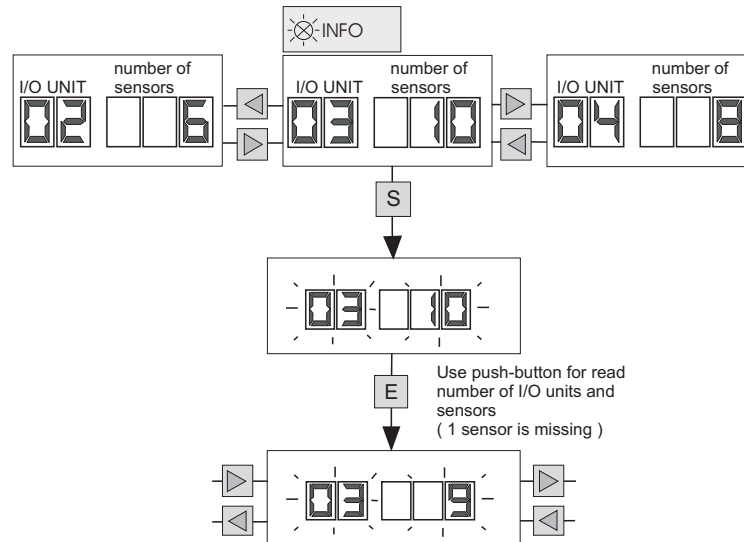 INFO
I/O UNIT
number of
sensors
02 6
I/O UNIT
number of
sensors
03 10
I/O UNIT
number of
sensors
04 8
S
03 10
E
Use push-button for read
number of I/O units and
sensors
( 1 sensor is missing )
03 9